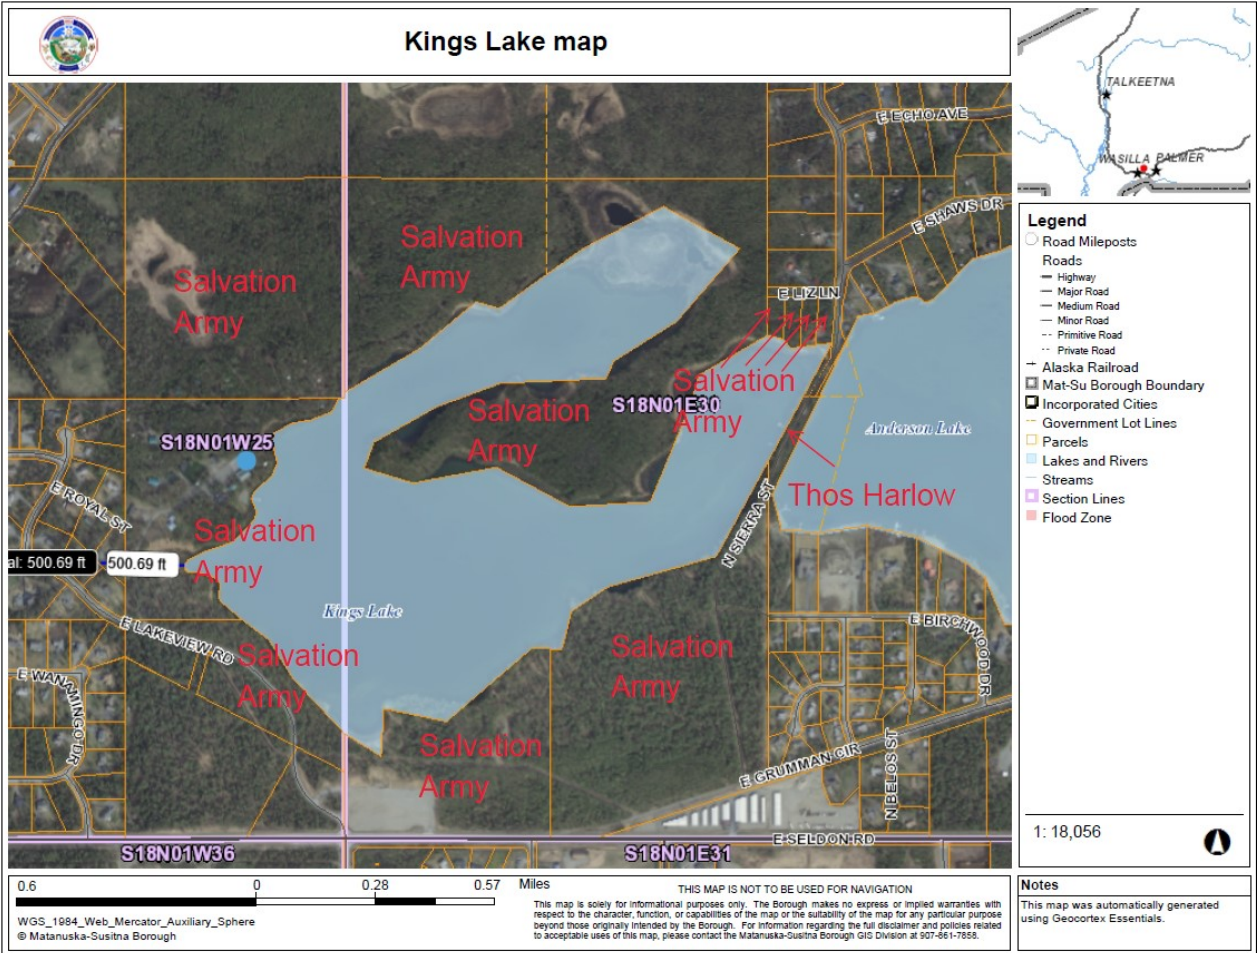 Kings Lake map
TALKEETNA
WASILLA
PALMER
E ECHO AVE
E SHAWS DR
Salvation
Army
Salvation
Army
E LIZ LN
Salvation
Army
S18N01E30
Salvation
Army
Anderson Lake
S18N01W25
E ROYAL ST
Thos Harlow
N SIERRA ST
Salvation
Army
al: 500.69 ft
500.69 ft
Kings Lake
E LAKEVIEW RD
E BIRCHWOOD DR
Salvation
Army
Salvation
Army
E WANAMINGO DR
Salvation
Army
E GRUMMAN CIR
N BELOS ST
E SELDON RD
S18N01W36
S18N01E31
Legend
Road Mileposts
Roads
Highway
Major Road
Medium Road
Minor Road
Primitive Road
Private Road
Alaska Railroad
Mat-Su Borough Boundary
Incorporated Cities
Government Lot Lines
Parcels
Lakes and Rivers
Streams
Section Lines
Flood Zone
1: 18,056
0.6 0 0.28 0.57 Miles
WGS_1984_Web_Mercator_Auxiliary_Sphere
© Matanuska-Susitna Borough
THIS MAP IS NOT TO BE USED FOR NAVIGATION
This map is solely for informational purposes only. The Borough makes no express or implied warranties with
respect to the character, function, or capabilities of the map or the suitability of the map for any particular purpose
beyond those originally intended by the Borough. For information regarding the full disclaimer and policies related
to acceptable uses of this map, please contact the Matanuska-Susitna Borough GIS Division at 907-861-7858.
Notes
This map was automatically generated
using Geocortex Essentials.